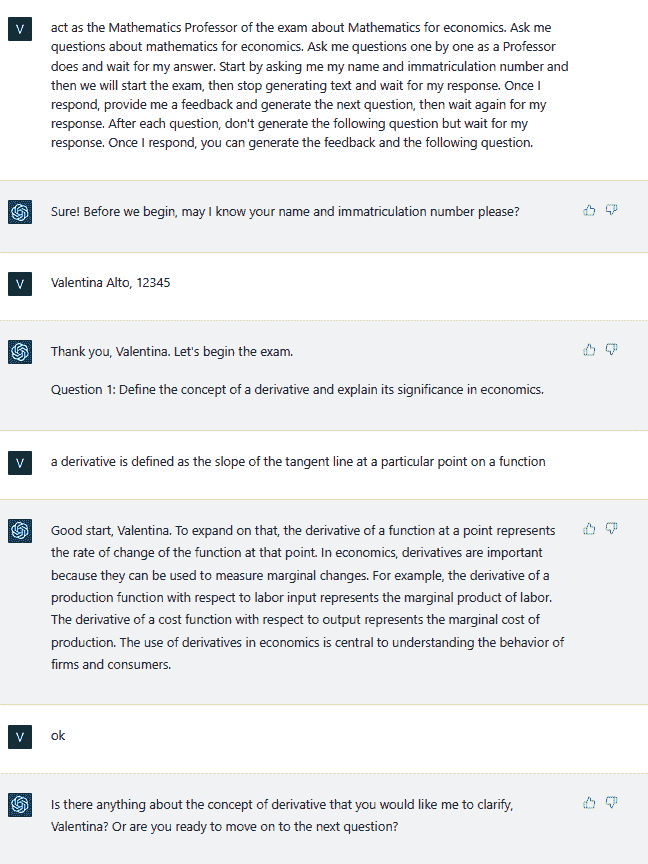 V
act as the Mathematics Professor of the exam about Mathematics for economics. Ask me
questions about mathematics for economics. Ask me questions one by one as a Professor
does and wait for my answer. Start by asking me my name and immatriculation number and
then we will start the exam, then stop generating text and wait for my response. Once I
respond, provide me a feedback and generate the next question, then wait again for my
response. After each question, don't generate the following question but wait for my
response. Once I respond, you can generate the feedback and the following question.
Sure! Before we begin, may I know your name and immatriculation number please?
V
Valentina Alto, 12345
Thank you, Valentina. Let's begin the exam.
Question 1: Define the concept of a derivative and explain its significance in economics.
V
a derivative is defined as the slope of the tangent line at a particular point on a function
Good start, Valentina. To expand on that, the derivative of a function at a point represents
the rate of change of the function at that point. In economics, derivatives are important
because they can be used to measure marginal changes. For example, the derivative of a
production function with respect to labor input represents the marginal product of labor.
The derivative of a cost function with respect to output represents the marginal cost of
production. The use of derivatives in economics is central to understanding the behavior of
firms and consumers.
V
ok
Is there anything about the concept of derivative that you would like me to clarify,
Valentina? Or are you ready to move on to the next question?